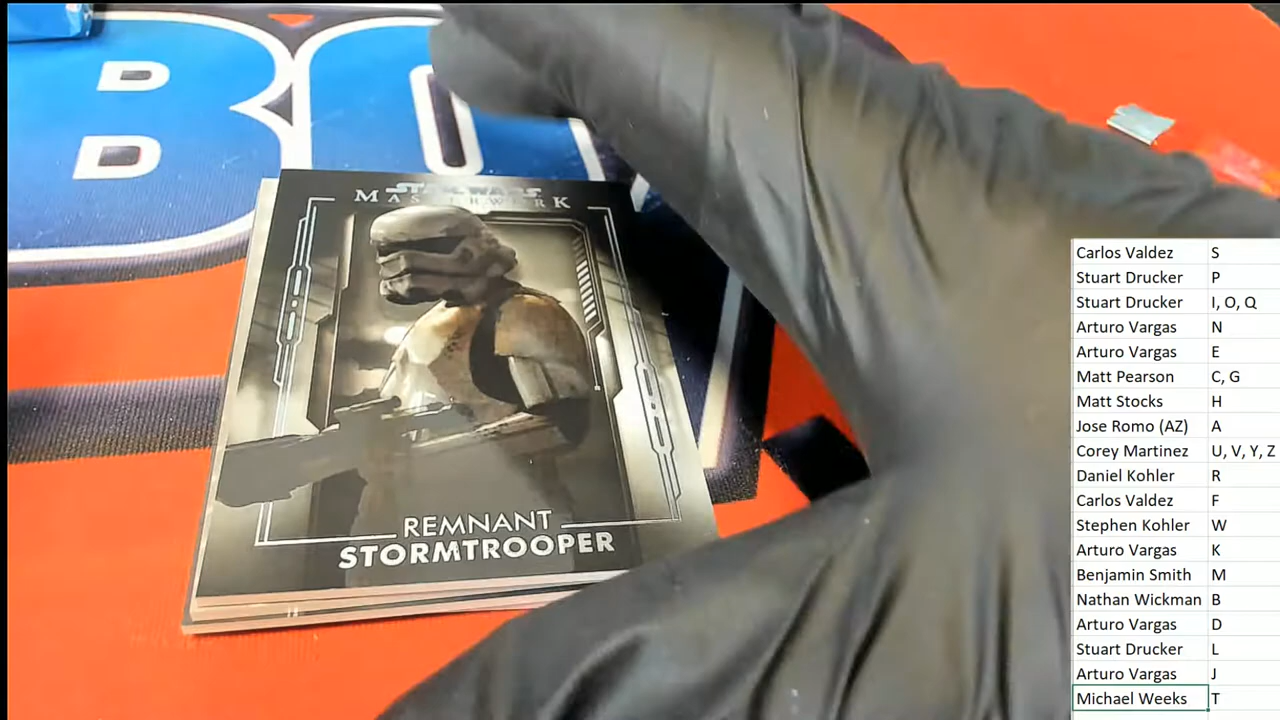 BO
STAR WARS
MASTERWORK
REMNANT
STORMTROOPER
Carlos Valdez S
Stuart Drucker P
Stuart Drucker I, O, Q
Arturo Vargas N
Arturo Vargas E
Matt Pearson C, G
Matt Stocks H
Jose Romo (AZ) A
Corey Martinez U, V, Y, Z
Daniel Kohler R
Carlos Valdez F
Stephen Kohler W
Arturo Vargas K
Benjamin Smith M
Nathan Wickman B
Arturo Vargas D
Stuart Drucker L
Arturo Vargas J
Michael Weeks T